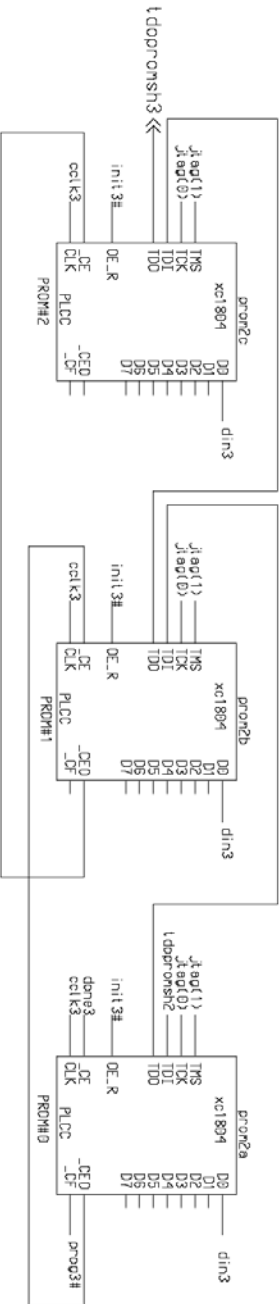 tdopromsh3
prom2c
xc1804
jtag(1)
jtag(0)
TMS
TCK
TDI
TDO
init3#
OE_R
cclk3
_CE
CLK
D0
D1
D2
D3
D4
D5
D6
D7
_CEO
_CF
din3
PLCC
PROM#2
prom2b
xc1804
jtag(1)
jtag(0)
TMS
TCK
TDI
TDO
init3#
OE_R
cclk3
_CE
CLK
D0
D1
D2
D3
D4
D5
D6
D7
_CEO
_CF
din3
PLCC
PROM#1
prom2a
xc1804
jtag(1)
jtag(0)
tdopromsh2
TMS
TCK
TDI
TDO
init3#
OE_R
done3
cclk3
_CE
CLK
D0
D1
D2
D3
D4
D5
D6
D7
_CEO
_CF
din3
prog3#
PLCC
PROM#0